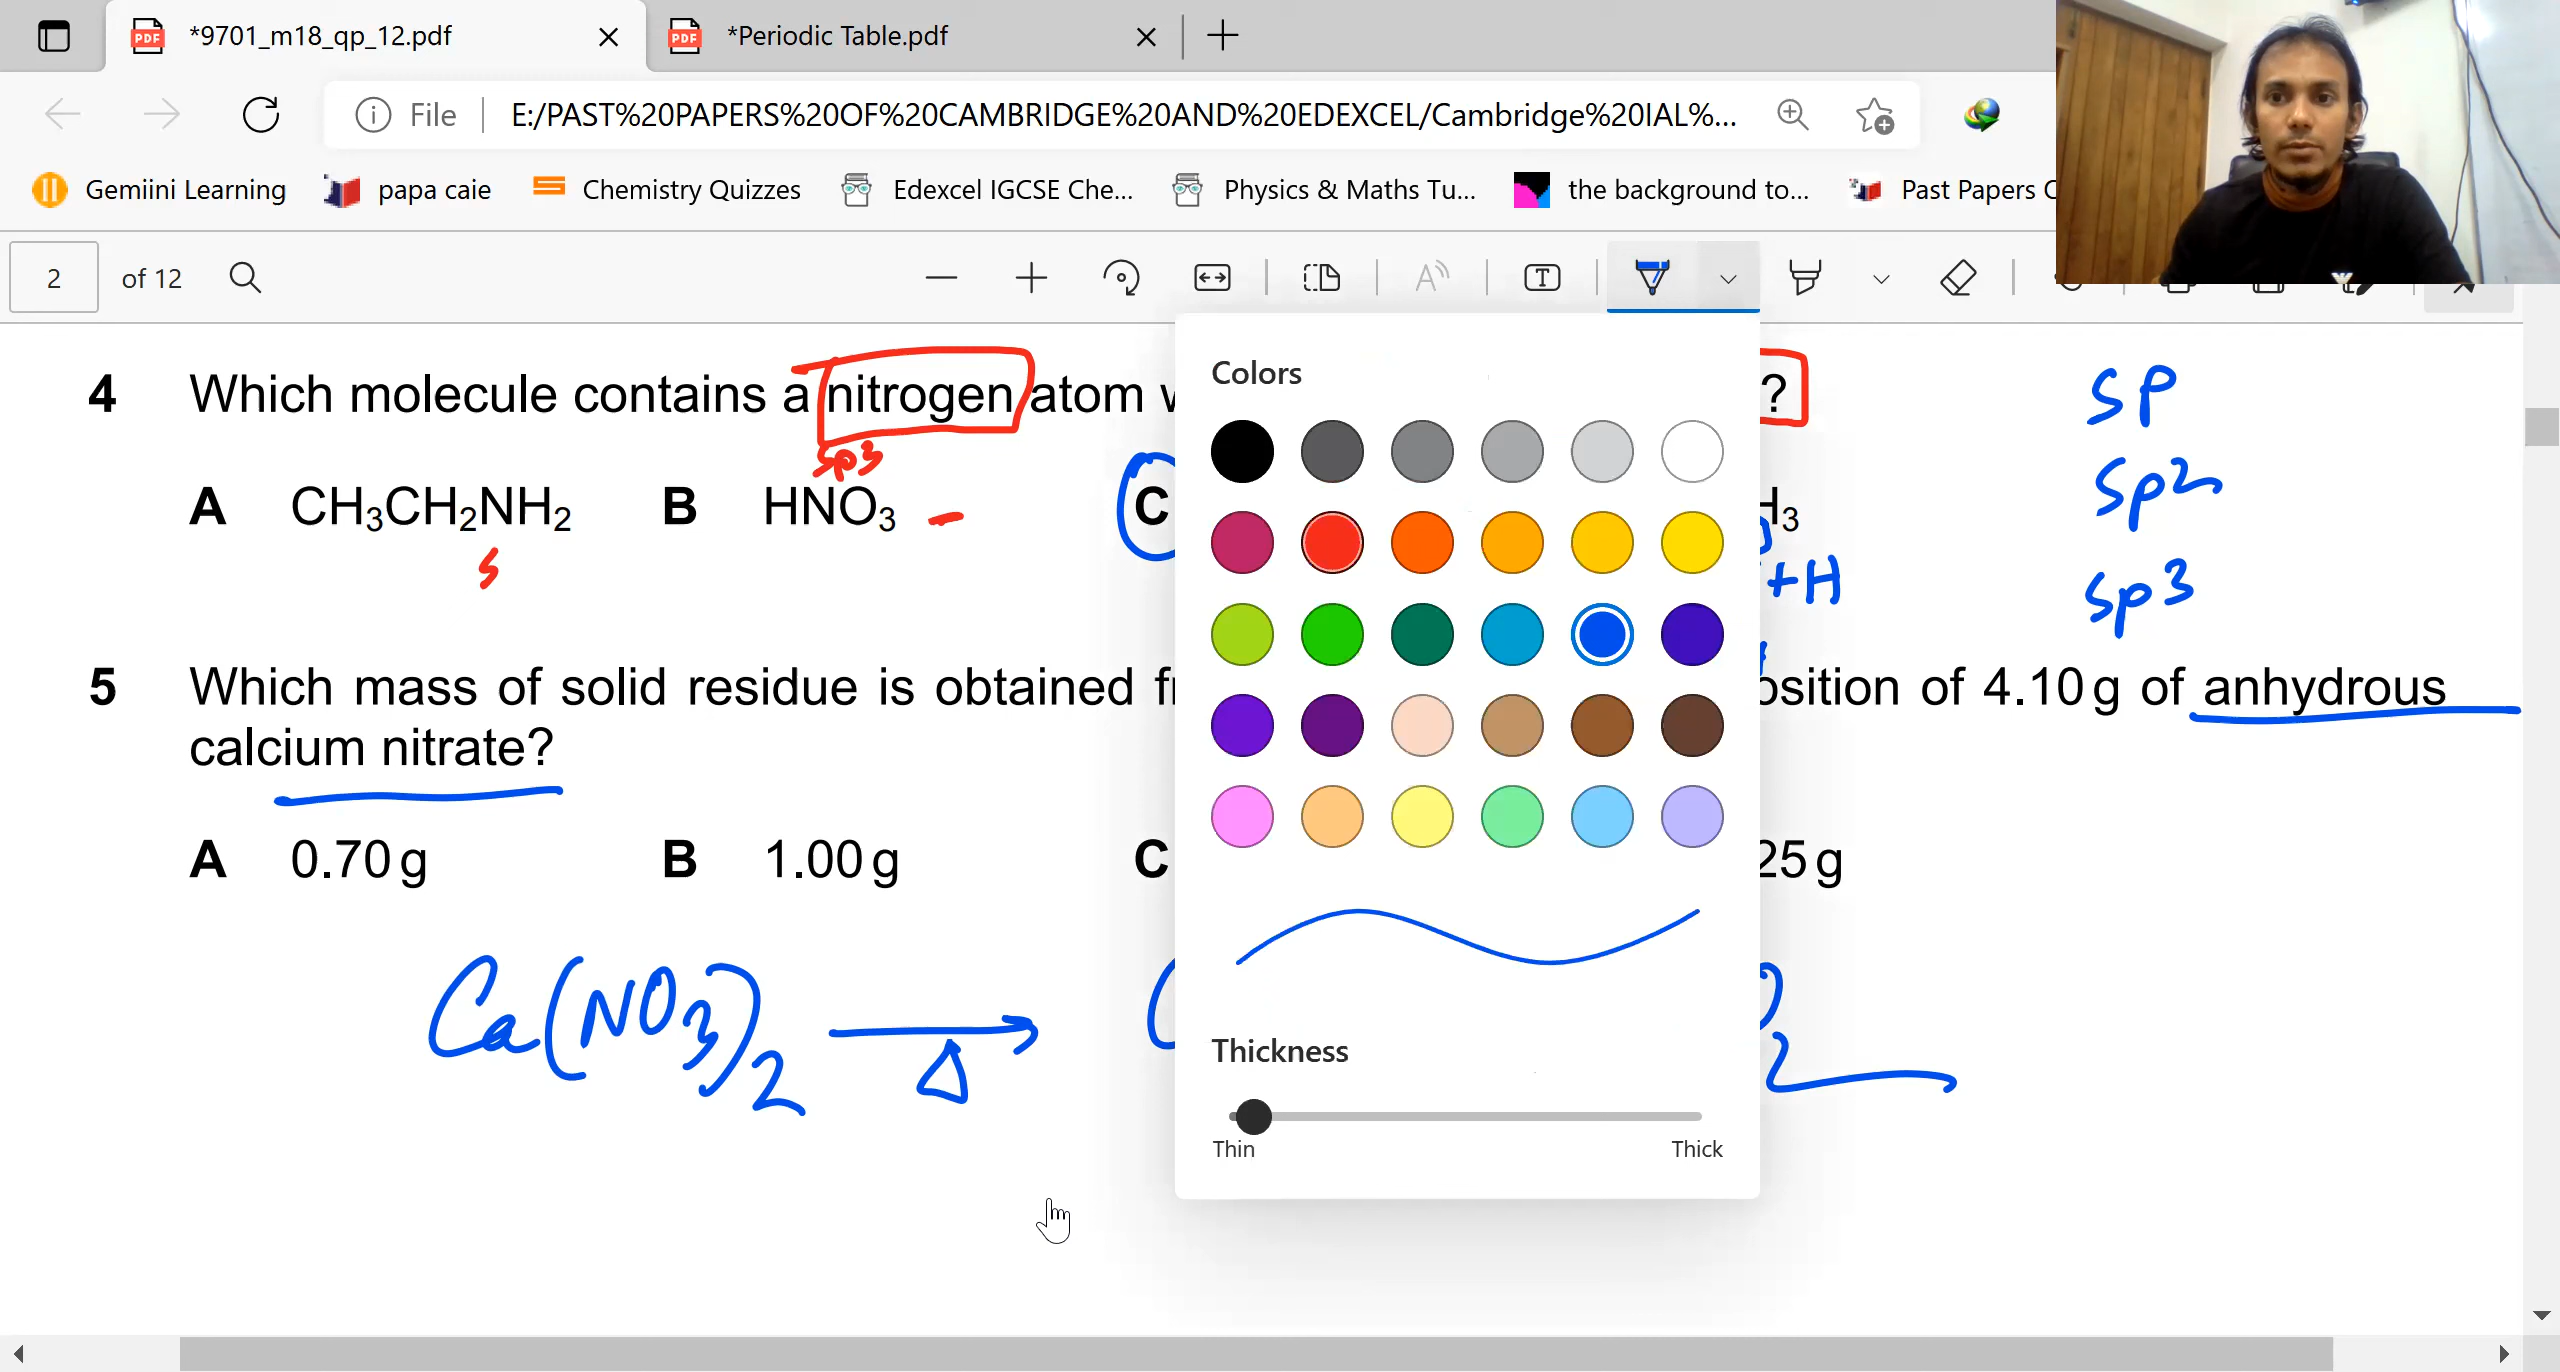 *9701_m18_qp_12.pdf
*Periodic Table.pdf
File
E:/PAST%20PAPERS%20OF%20CAMBRIDGE%20AND%20EDEXCEL/Cambridge%20IAL%...
Gemiini Learning
papa caie
Chemistry Quizzes
Edexcel IGCSE Che...
Physics & Maths Tu...
the background to...
Past Papers
2 of 12
Colors
Thickness
Thin Thick
4 Which molecule contains a nitrogen atom ?
sp3
A CH₃CH₂NH₂ B HNO₃ - C H₃
+H
sp
sp2
sp3
5 Which mass of solid residue is obtained of 4.10 g of anhydrous
calcium nitrate?
A 0.70 g B 1.00 g C 25 g
Ca(NO3)2 → 2
Δ